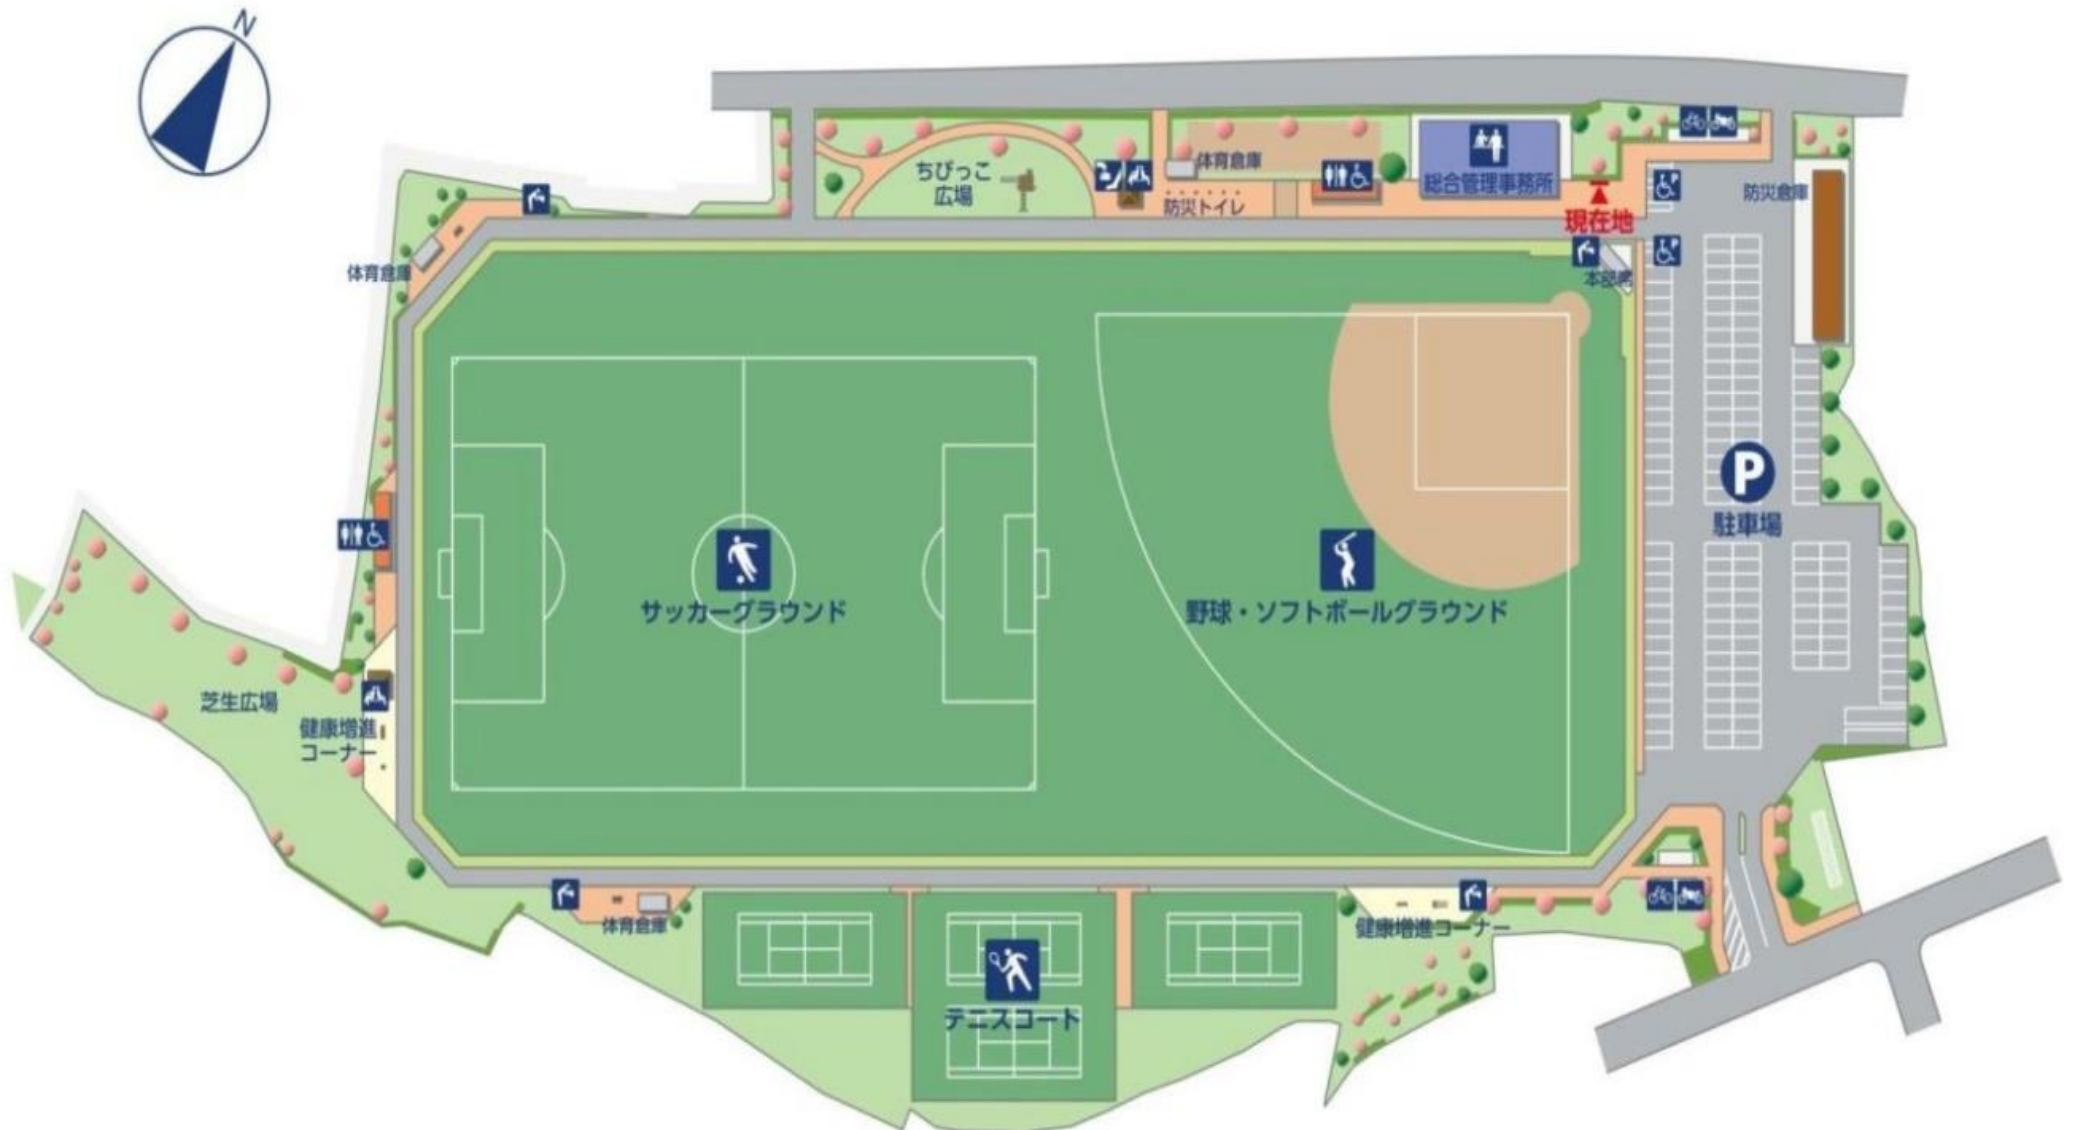 N
ちびっこ
広場
体育倉庫
防災トイレ
総合管理事務所
現在地
防災倉庫
体育倉庫
本部席
P
駐車場
サッカーグラウンド
野球・ソフトボールグラウンド
芝生広場
健康増進
コーナー
体育倉庫
健康増進コーナー
テニスコート
P
P